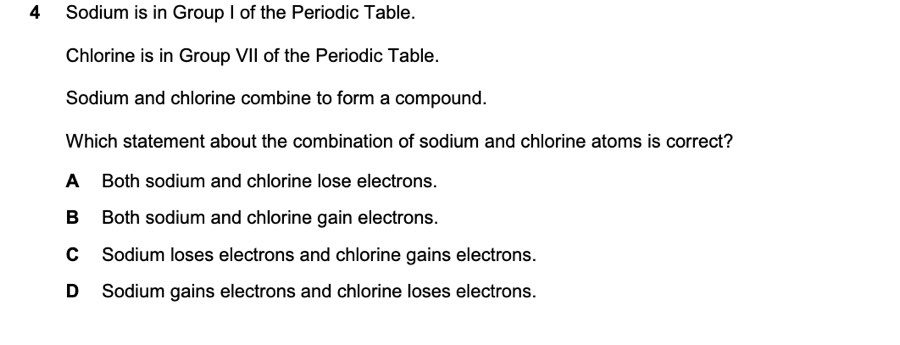 4 Sodium is in Group I of the Periodic Table.
Chlorine is in Group VII of the Periodic Table.
Sodium and chlorine combine to form a compound.
Which statement about the combination of sodium and chlorine atoms is correct?
A Both sodium and chlorine lose electrons.
B Both sodium and chlorine gain electrons.
C Sodium loses electrons and chlorine gains electrons.
D Sodium gains electrons and chlorine loses electrons.